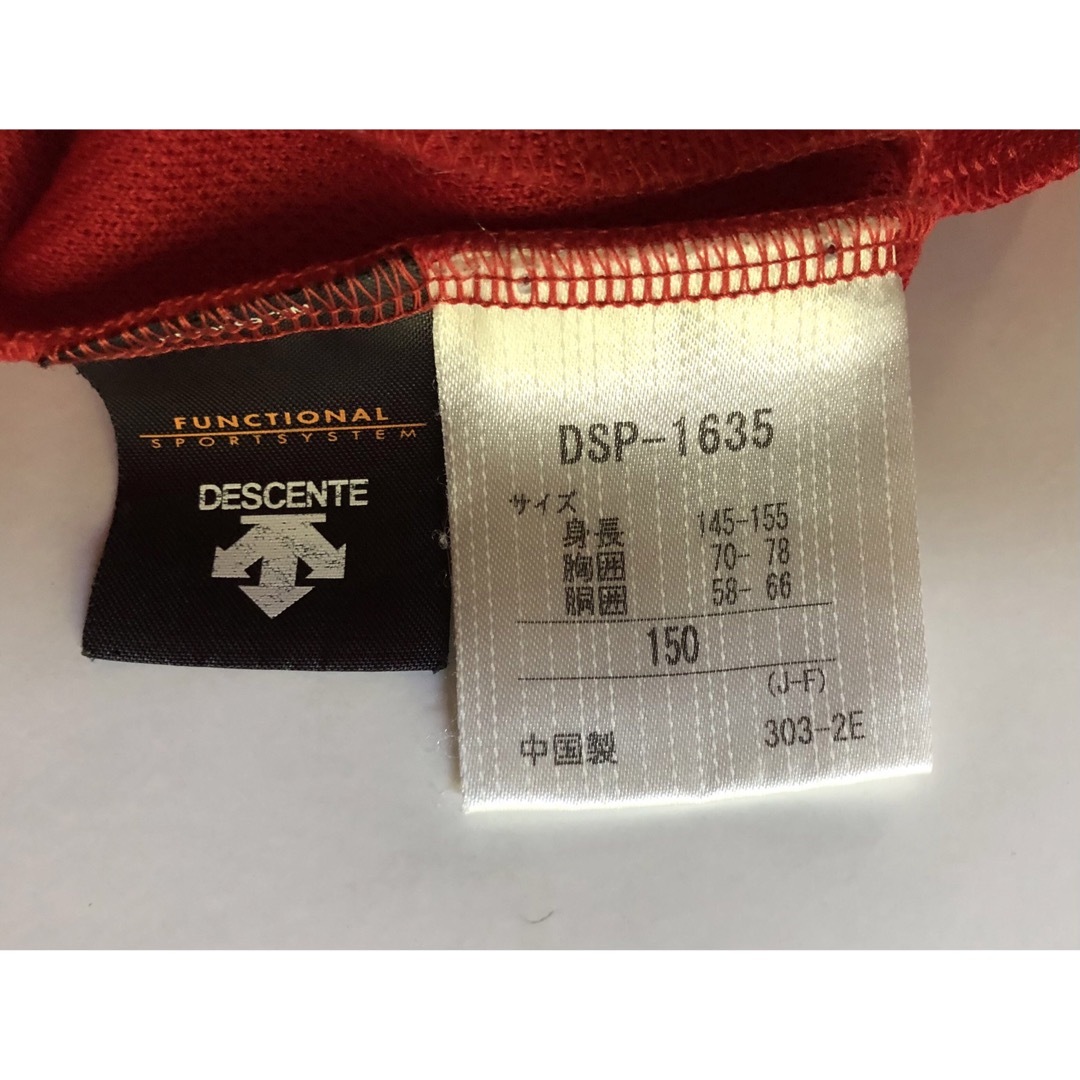 FUNCTIONAL
SPORTSYSTEM
DESCENTE
DSP-1635
サイズ
身長 145-155
胸囲 70- 78
胴囲 58- 66
150
(J-F)
中国製 303-2E